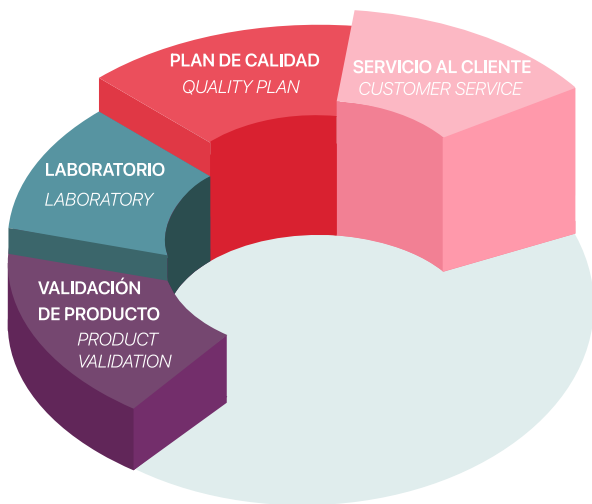 PLAN DE CALIDAD
QUALITY PLAN
SERVICIO AL CLIENTE
CUSTOMER SERVICE
LABORATORIO
LABORATORY
VALIDACIÓN
DE PRODUCTO
PRODUCT
VALIDATION